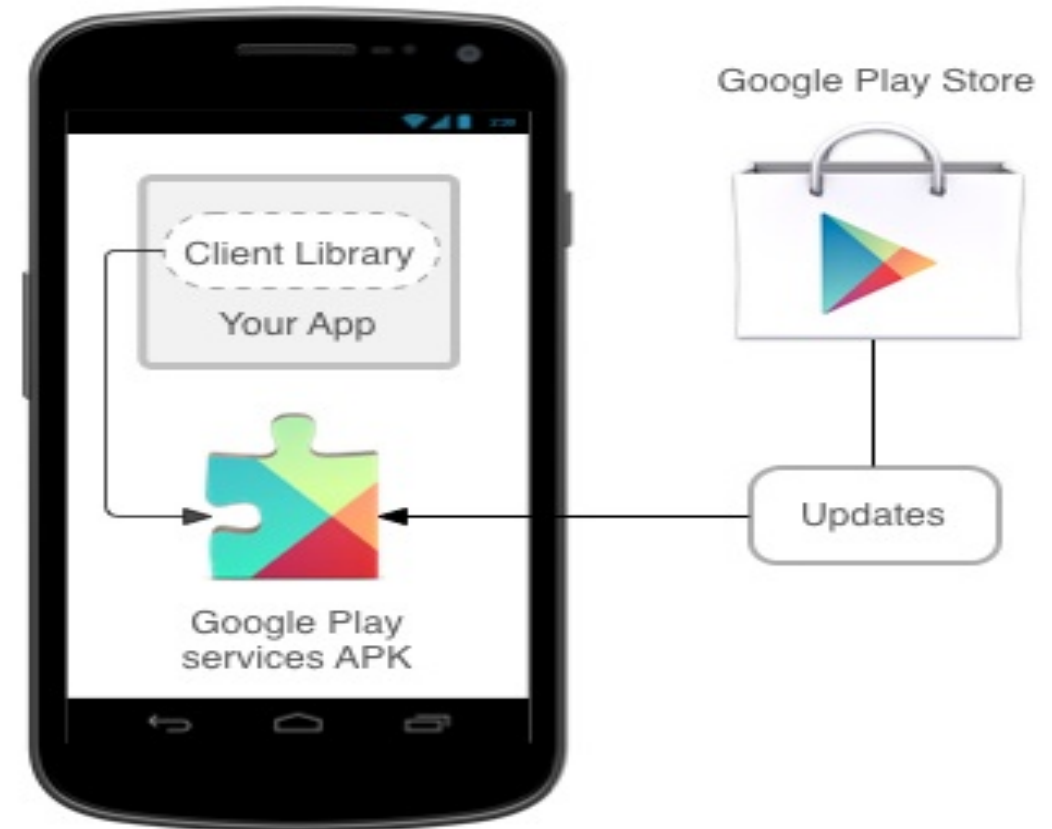 Google Play Store
Client Library
Your App
Updates
Google Play
services APK